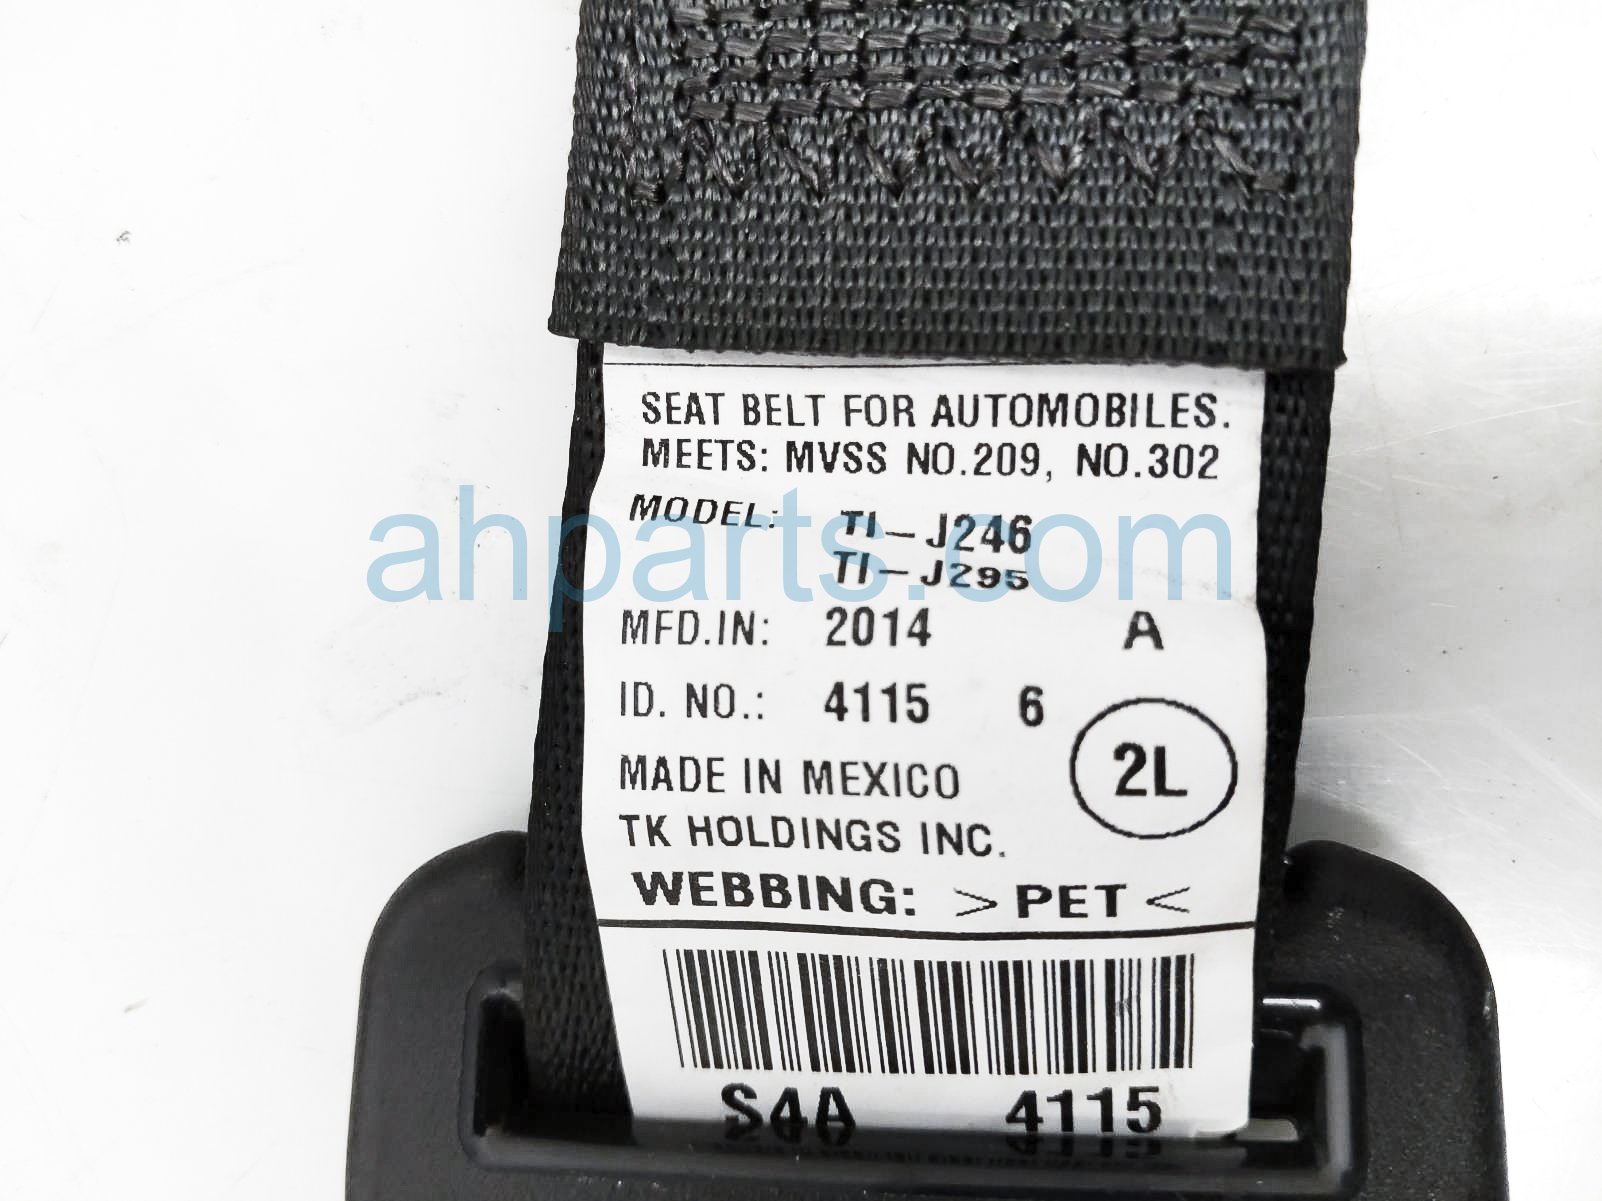 SEAT BELT FOR AUTOMOBILES.
MEETS: MVSS NO.209, NO.302
MODEL: TI-J246
TI-J295
MFD.IN: 2014 A
ID. NO.: 4115 6
2L
MADE IN MEXICO
TK HOLDINGS INC.
WEBBING: >PET<
S4A 4115
ahparts.com